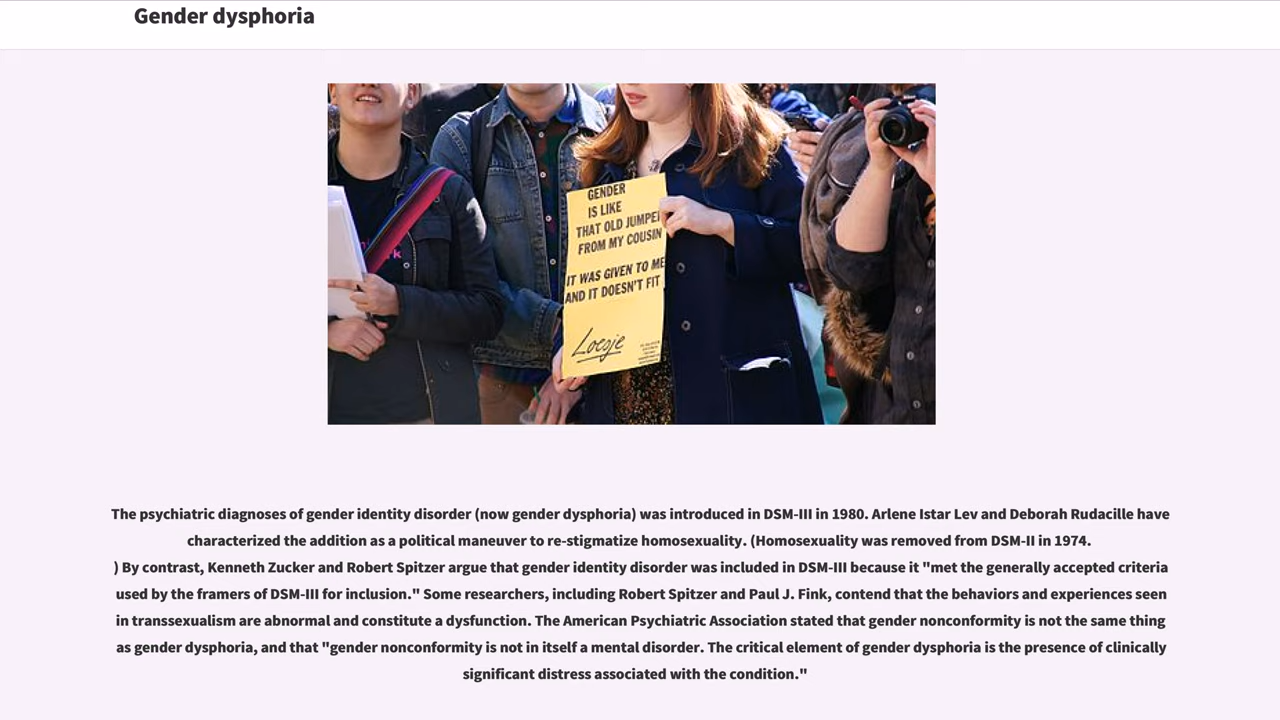 Gender dysphoria
GENDER
IS LIKE
THAT OLD JUMPER
FROM MY COUSIN
IT WAS GIVEN TO ME
AND IT DOESN'T FIT
Loesje
The psychiatric diagnoses of gender identity disorder (now gender dysphoria) was introduced in DSM-III in 1980. Arlene Istar Lev and Deborah Rudacille have
characterized the addition as a political maneuver to re-stigmatize homosexuality. (Homosexuality was removed from DSM-II in 1974.
) By contrast, Kenneth Zucker and Robert Spitzer argue that gender identity disorder was included in DSM-III because it "met the generally accepted criteria
used by the framers of DSM-III for inclusion." Some researchers, including Robert Spitzer and Paul J. Fink, contend that the behaviors and experiences seen
in transsexualism are abnormal and constitute a dysfunction. The American Psychiatric Association stated that gender nonconformity is not the same thing
as gender dysphoria, and that "gender nonconformity is not in itself a mental disorder. The critical element of gender dysphoria is the presence of clinically
significant distress associated with the condition."